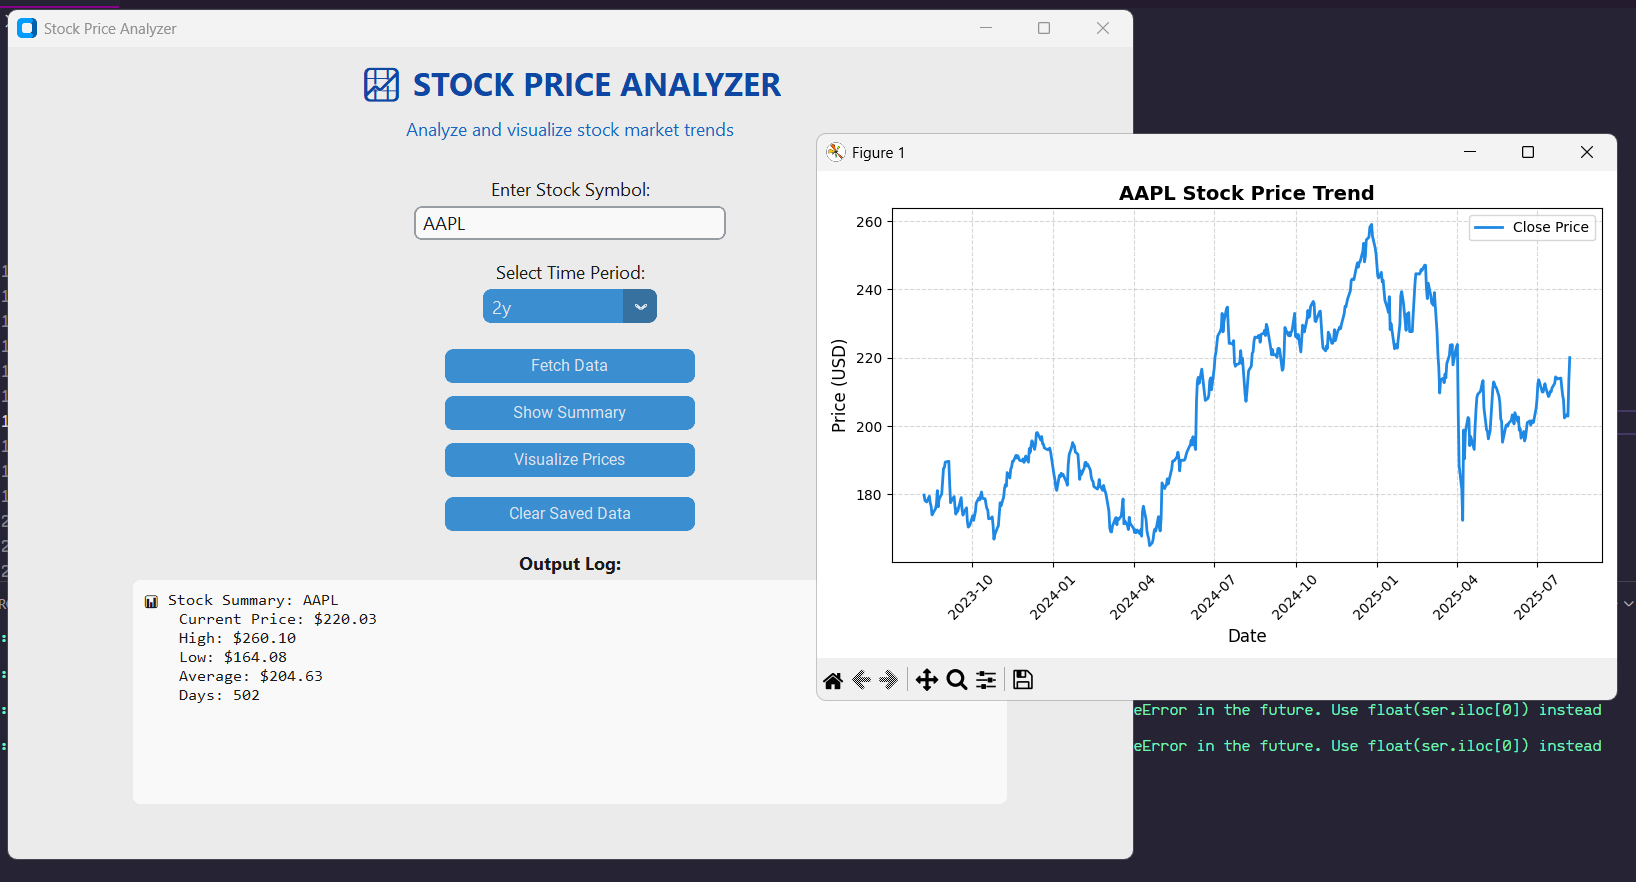 Stock Price Analyzer
STOCK PRICE ANALYZER
Analyze and visualize stock market trends
Enter Stock Symbol:
AAPL
Select Time Period:
2y
Fetch Data
Show Summary
Visualize Prices
Clear Saved Data
Output Log:
Stock Summary: AAPL
Current Price: $220.03
High: $260.10
Low: $164.08
Average: $204.63
Days: 502
Figure 1
AAPL Stock Price Trend
Close Price
260
240
220
200
180
Price (USD)
2023-10
2024-01
2024-04
2024-07
2024-10
2025-01
2025-04
2025-07
Date
eError in the future. Use float(ser.iloc[0]) instead
eError in the future. Use float(ser.iloc[0]) instead